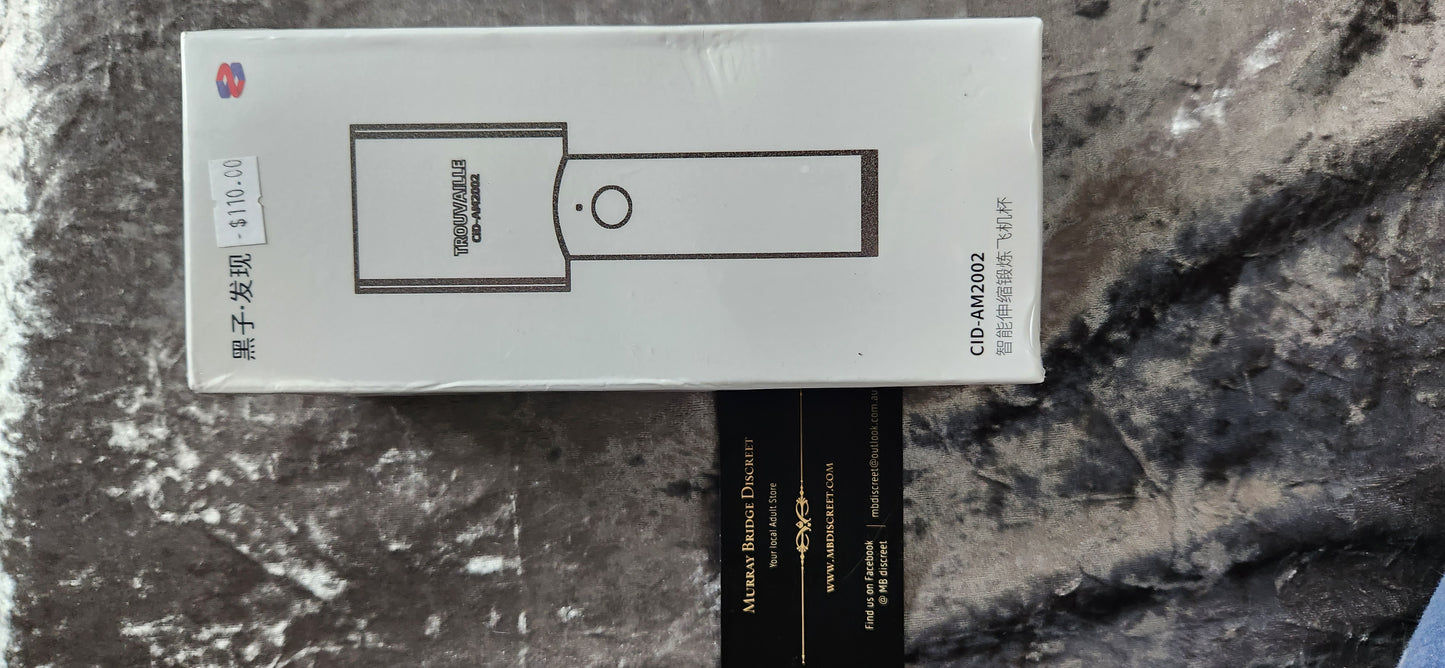 黑子·发现
- $110.00
TROUVAILLE
CID-AM2002
CID-AM2002
智能伸缩锻炼飞机杯
MURRAY BRIDGE DISCREET
Your local Adult Store
WWW.MBDISCREET.COM
Find us on Facebook
@ MB discreet
mbdiscreet@outlook.com.au